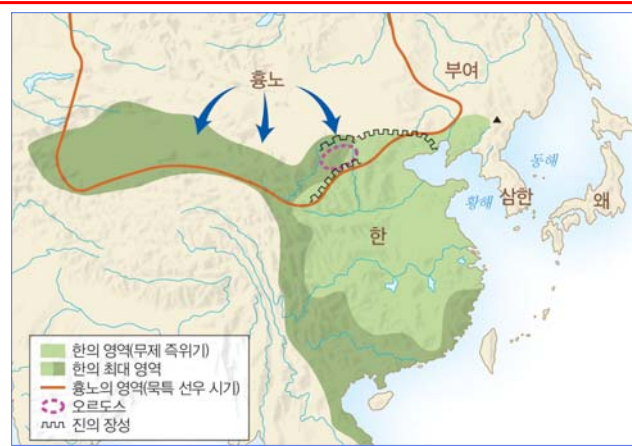 흉노
부여
동해
황해
삼한
왜
한
한의 영역(무제 즉위기)
한의 최대 영역
흉노의 영역(묵특 선우 시기)
오르도스
진의 장성